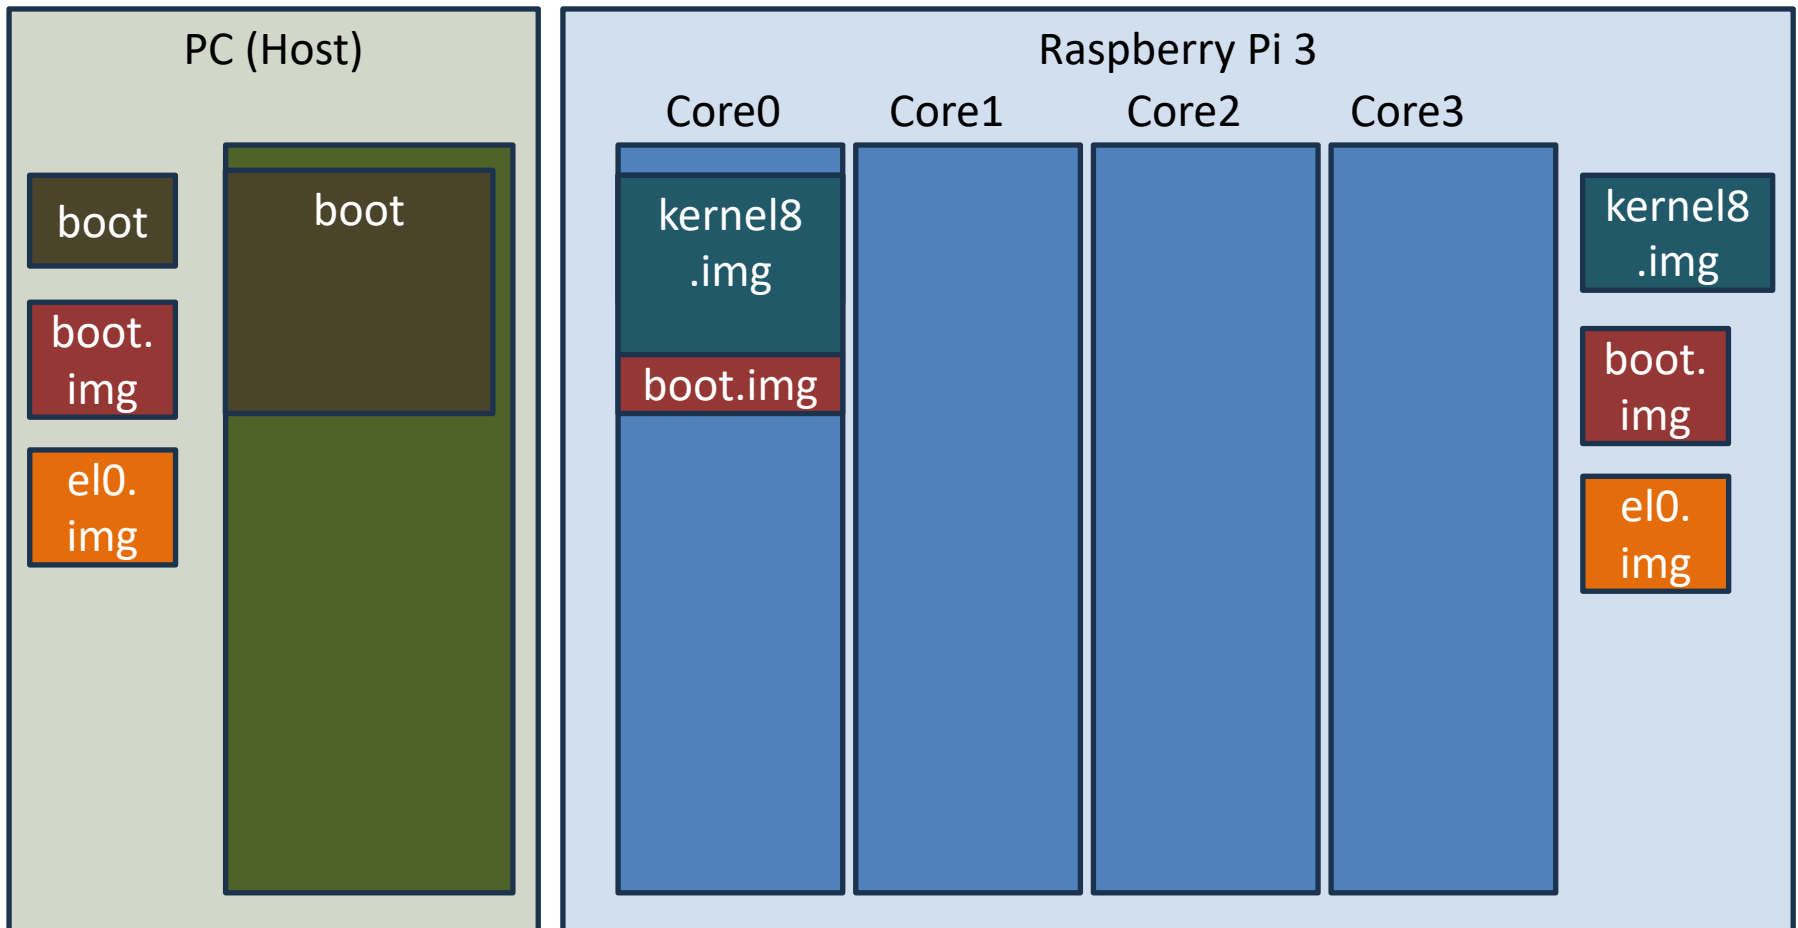 PC (Host)
boot
boot.
img
el0.
img
boot
Raspberry Pi 3
Core0
Core1
Core2
Core3
kernel8
.img
boot.img
kernel8
.img
boot.
img
el0.
img